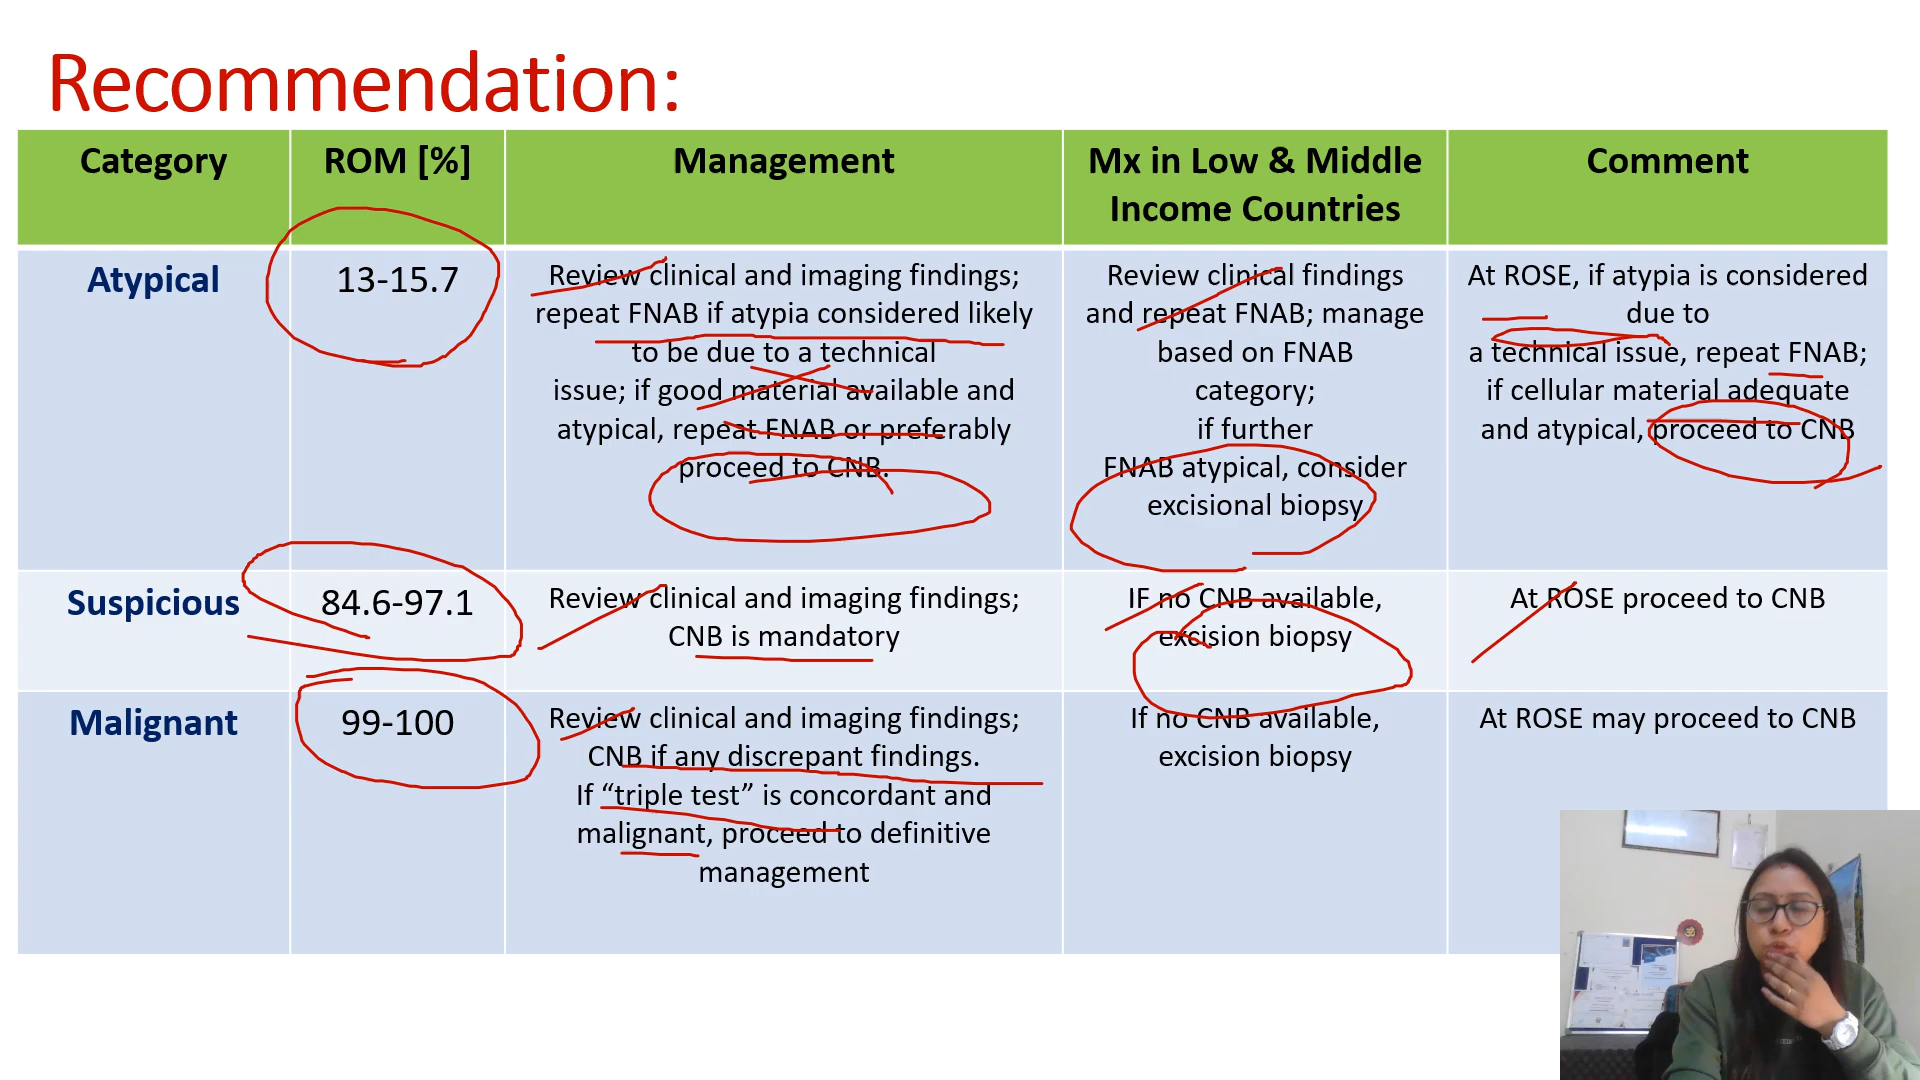 Recommendation:
Category
ROM [%]
Management
Mx in Low & Middle
Income Countries
Comment
Atypical
13-15.7
Review clinical and imaging findings;
repeat FNAB if atypia considered likely
to be due to a technical
issue; if good material available and
atypical, repeat FNAB or preferably
proceed to CNB.
Review clinical findings
and repeat FNAB; manage
based on FNAB
category;
if further
FNAB atypical, consider
excisional biopsy
At ROSE, if atypia is considered
due to
a technical issue, repeat FNAB;
if cellular material adequate
and atypical, proceed to CNB
Suspicious
84.6-97.1
Review clinical and imaging findings;
CNB is mandatory
IF no CNB available,
excision biopsy
At ROSE proceed to CNB
Malignant
99-100
Review clinical and imaging findings;
CNB if any discrepant findings.
If “triple test” is concordant and
malignant, proceed to definitive
management
If no CNB available,
excision biopsy
At ROSE may proceed to CNB